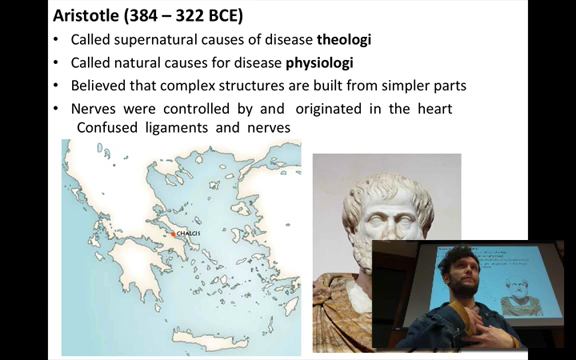 Aristotle (384 – 322 BCE)
• Called supernatural causes of disease theologi
• Called natural causes for disease physiologi
• Believed that complex structures are built from simpler parts
• Nerves were controlled by and originated in the heart
Confused ligaments and nerves
CHALCIS